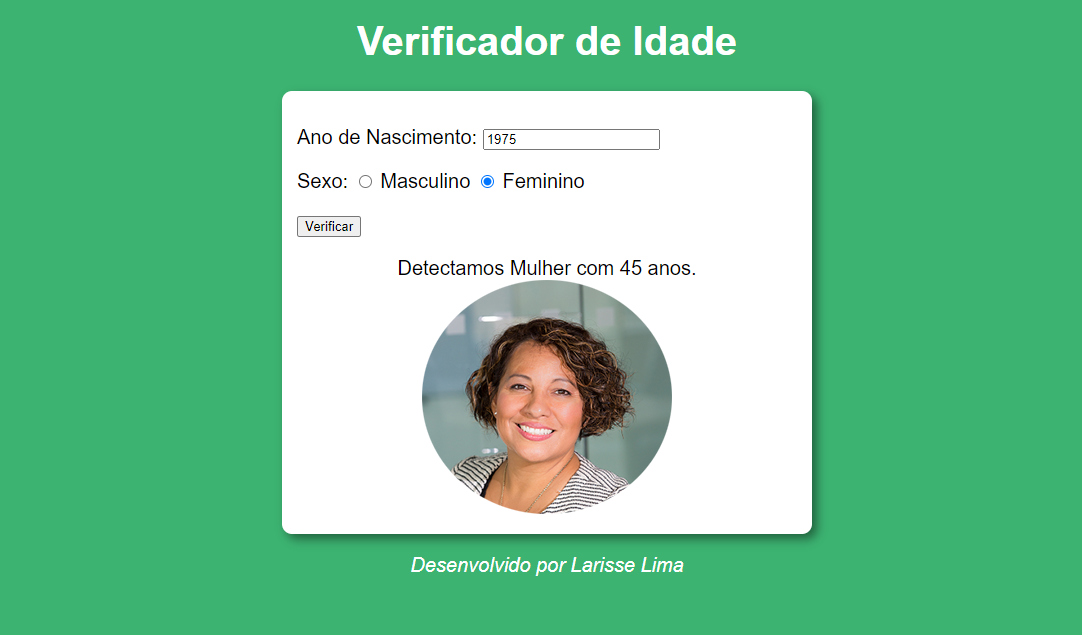 Verificador de Idade
Ano de Nascimento: 1975
Sexo: Masculino Feminino
Verificar
Detectamos Mulher com 45 anos.
Desenvolvido por Larisse Lima